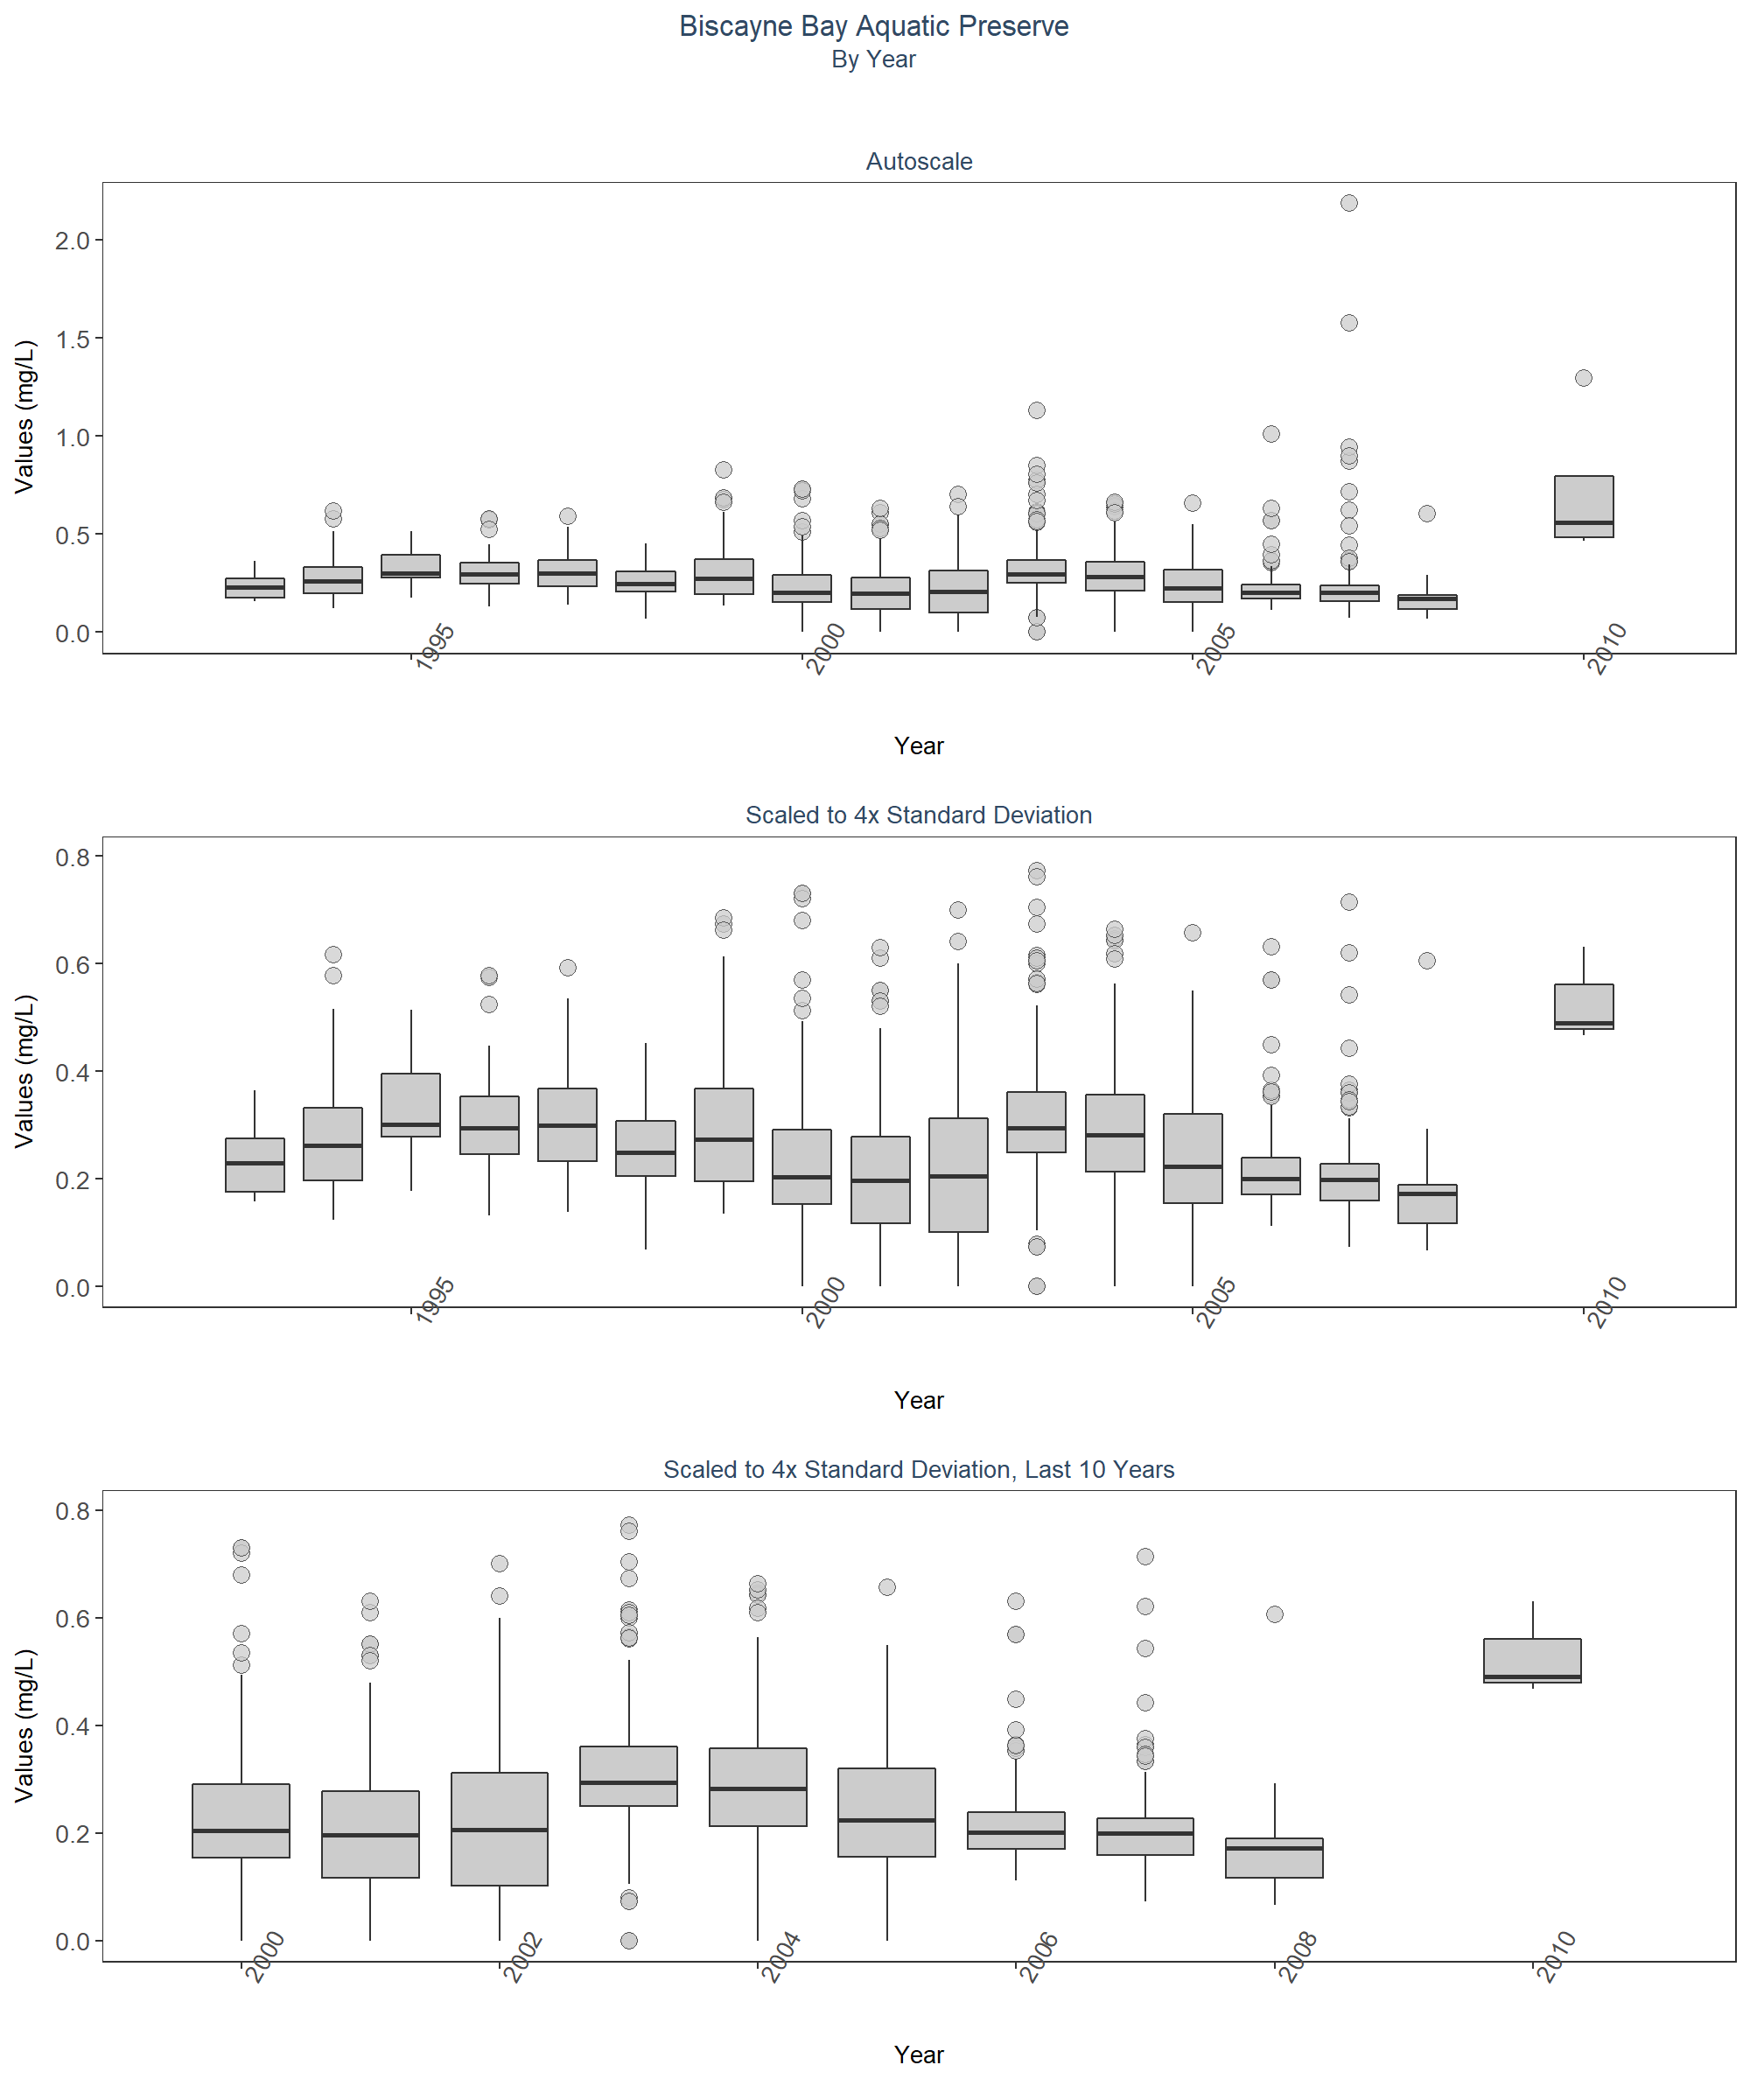 Biscayne Bay Aquatic Preserve
By Year
Autoscale
Values (mg/L)
2.0
1.5
1.0
0.5
0.0
1995
2000
2005
2010
Year
Scaled to 4x Standard Deviation
Values (mg/L)
0.8
0.6
0.4
0.2
0.0
1995
2000
2005
2010
Year
Scaled to 4x Standard Deviation, Last 10 Years
Values (mg/L)
0.8
0.6
0.4
0.2
0.0
2000
2002
2004
2006
2008
2010
Year